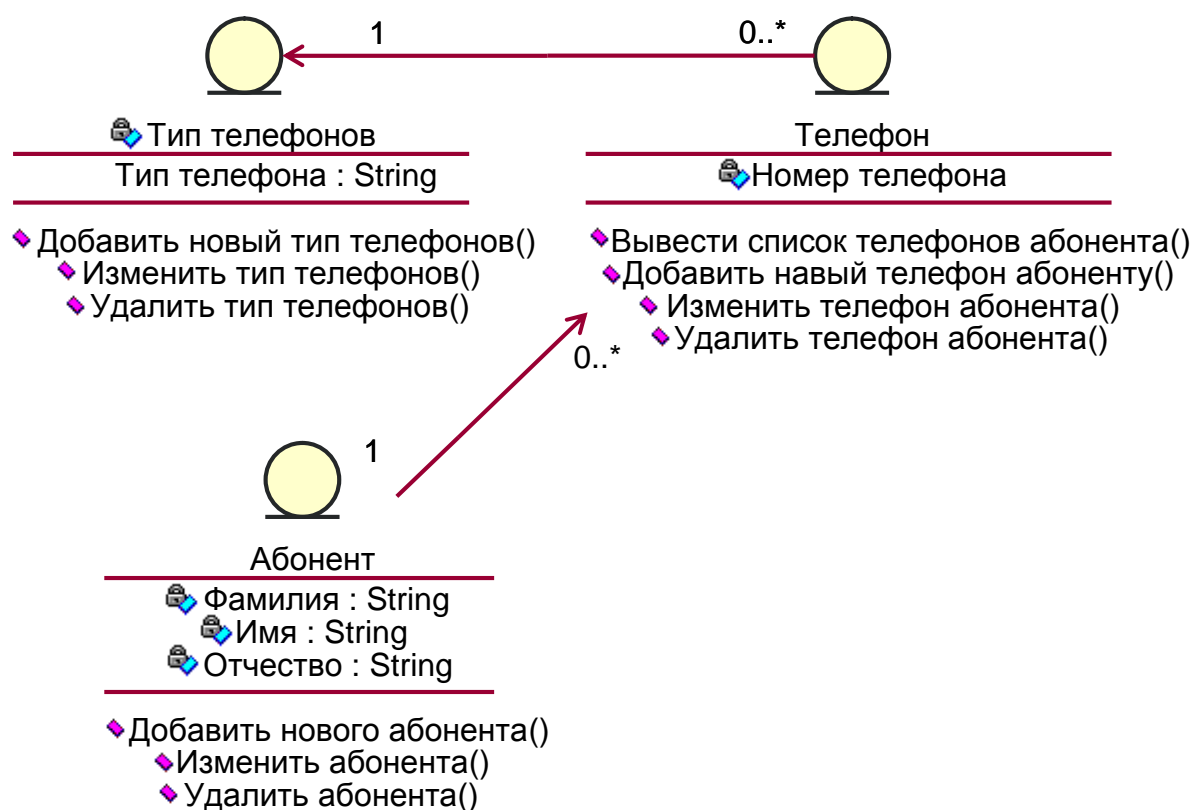 1
0..*
Тип телефонов
Тип телефона : String
Добавить новый тип телефонов()
Изменить тип телефонов()
Удалить тип телефонов()
Телефон
Номер телефона
Вывести список телефонов абонента()
Добавить навый телефон абоненту()
Изменить телефон абонента()
Удалить телефон абонента()
0..*
1
Абонент
Фамилия : String
Имя : String
Отчество : String
Добавить нового абонента()
Изменить абонента()
Удалить абонента()